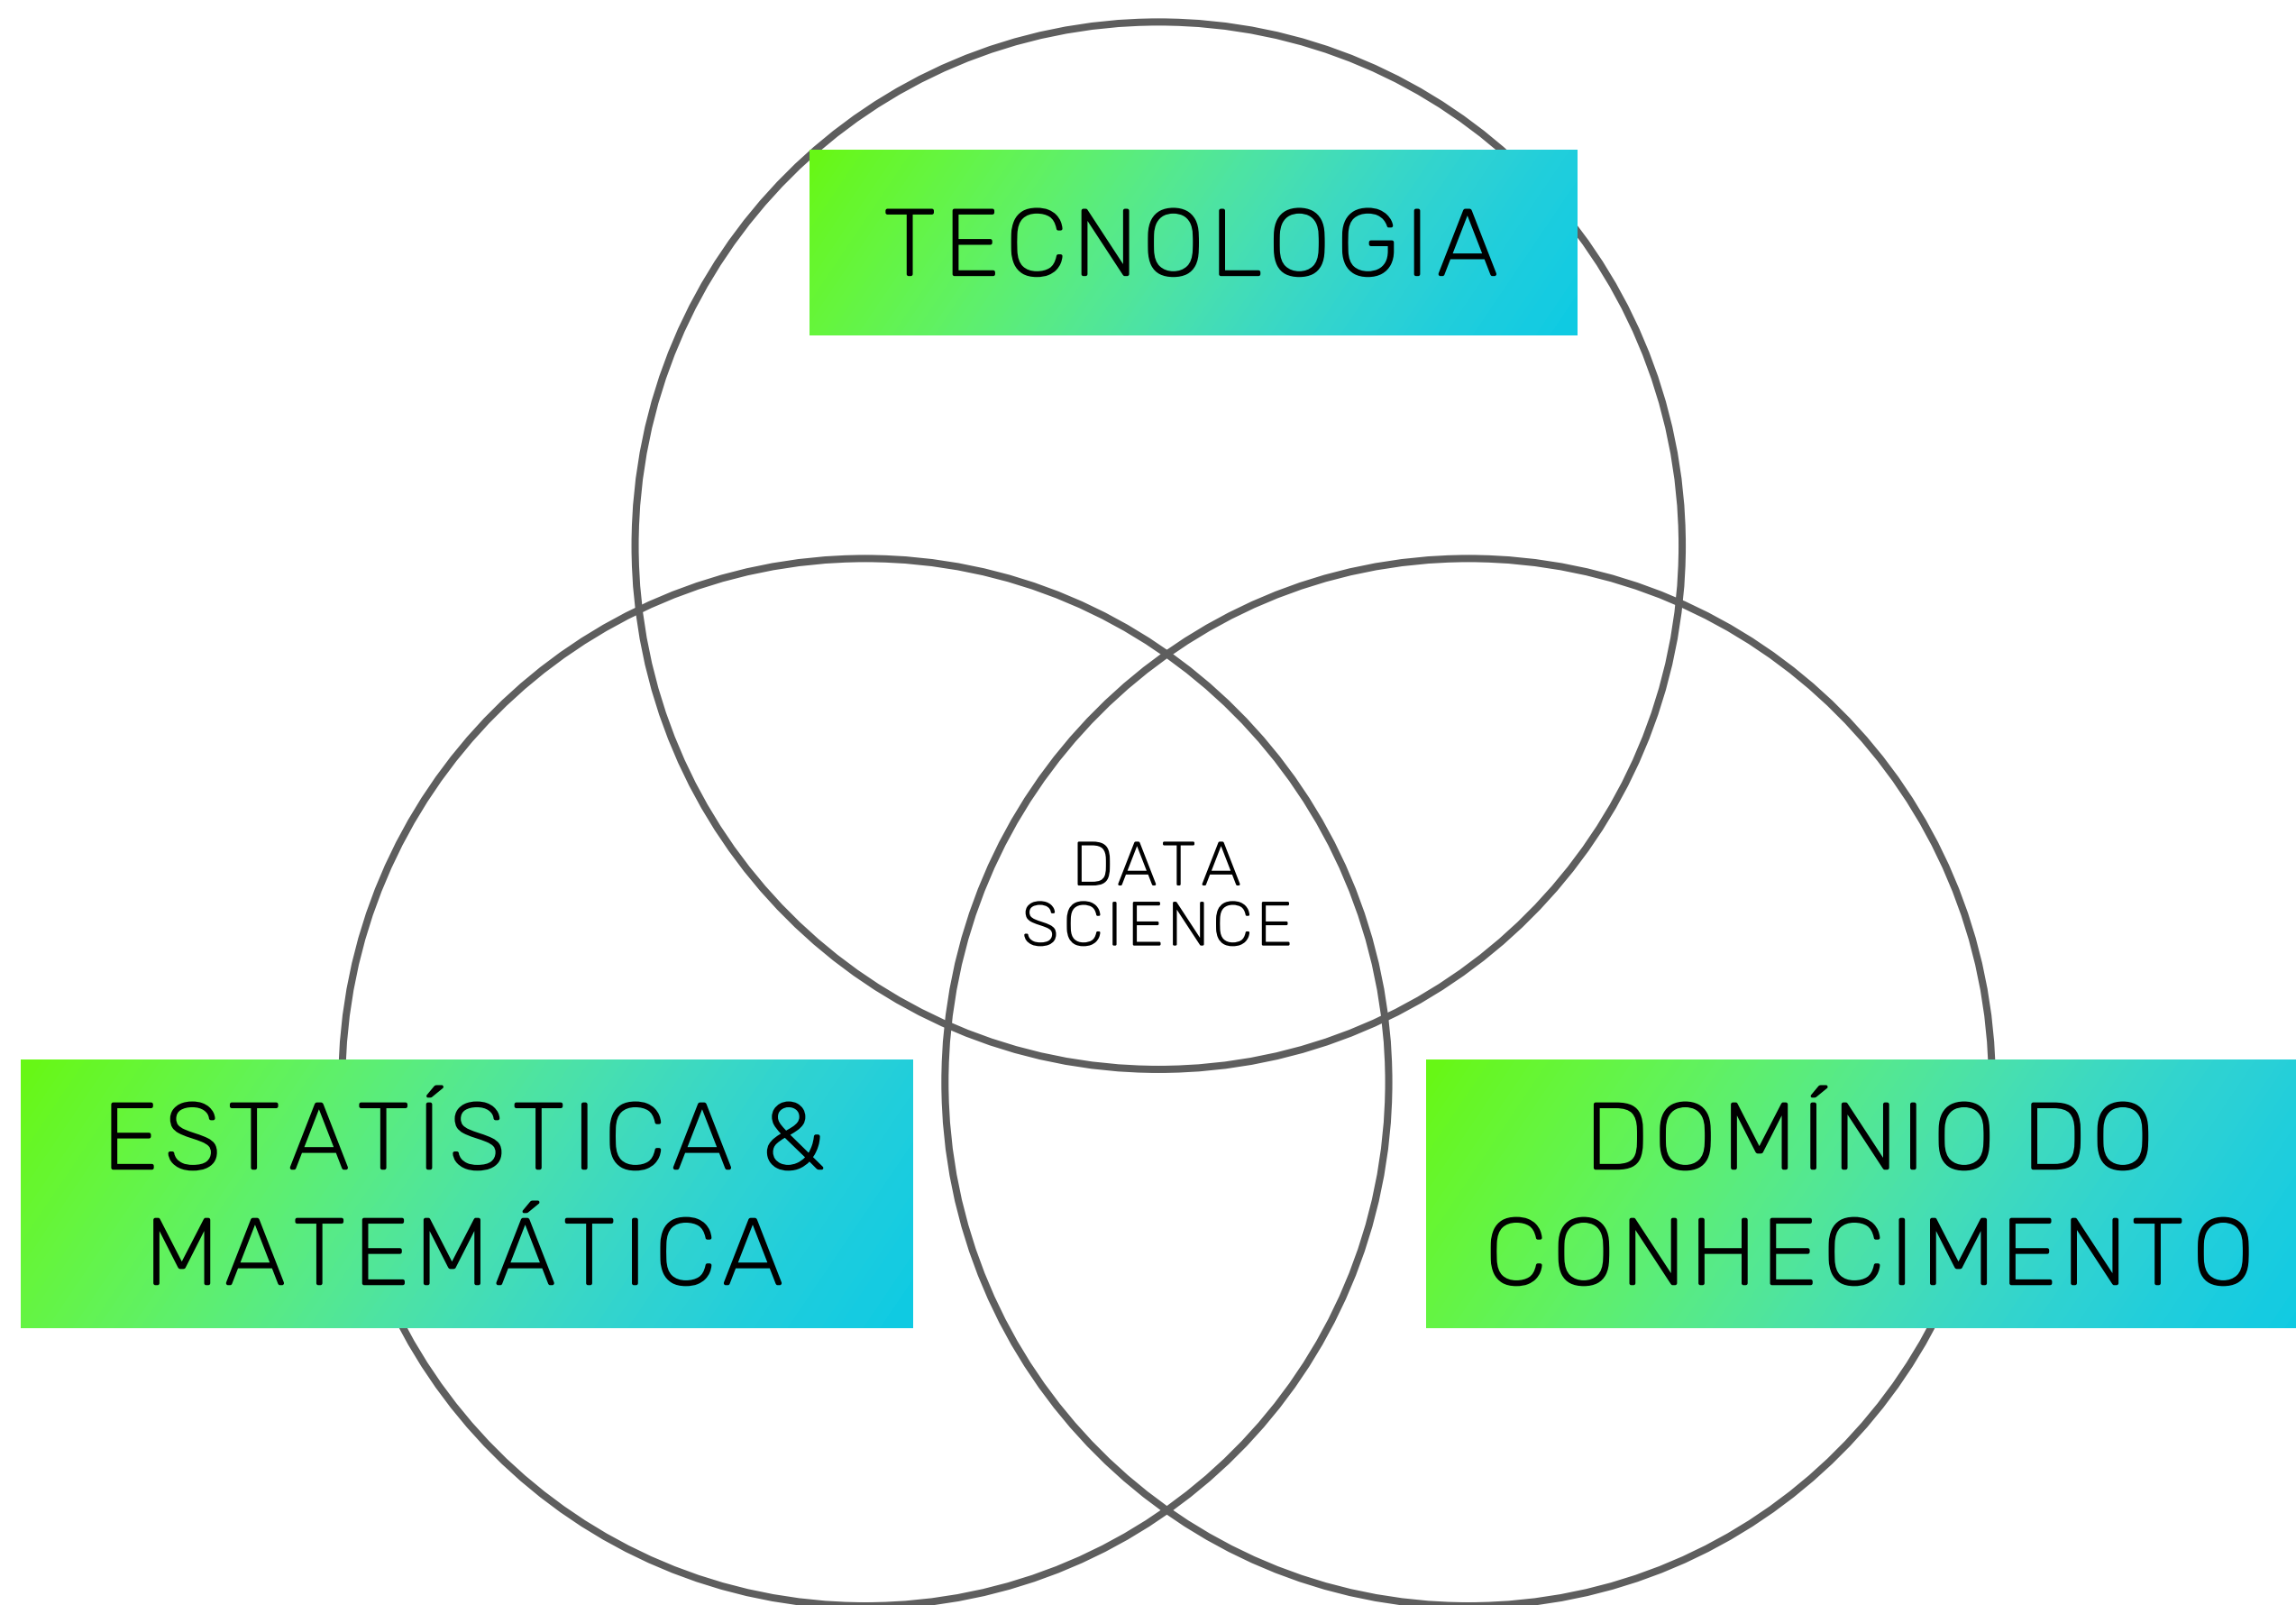 TECNOLOGIA
DATA
SCIENCE
ESTATÍSTICA &
MATEMÁTICA
DOMÍNIO DO
CONHECIMENTO